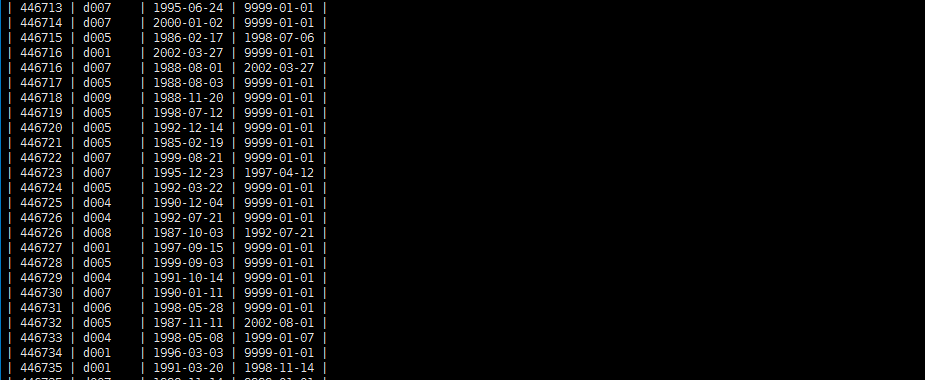 | 446713 | d007    | 1995-06-24 | 9999-01-01 |
| 446714 | d007    | 2000-01-02 | 9999-01-01 |
| 446715 | d005    | 1986-02-17 | 1998-07-06 |
| 446716 | d001    | 2002-03-27 | 9999-01-01 |
| 446716 | d007    | 1988-08-01 | 2002-03-27 |
| 446717 | d005    | 1988-08-03 | 9999-01-01 |
| 446718 | d009    | 1988-11-20 | 9999-01-01 |
| 446719 | d005    | 1998-07-12 | 9999-01-01 |
| 446720 | d005    | 1992-12-14 | 9999-01-01 |
| 446721 | d005    | 1985-02-19 | 9999-01-01 |
| 446722 | d007    | 1999-08-21 | 9999-01-01 |
| 446723 | d007    | 1995-12-23 | 1997-04-12 |
| 446724 | d005    | 1992-03-22 | 9999-01-01 |
| 446725 | d004    | 1990-12-04 | 9999-01-01 |
| 446726 | d004    | 1992-07-21 | 9999-01-01 |
| 446726 | d008    | 1987-10-03 | 1992-07-21 |
| 446727 | d001    | 1997-09-15 | 9999-01-01 |
| 446728 | d005    | 1999-09-03 | 9999-01-01 |
| 446729 | d004    | 1991-10-14 | 9999-01-01 |
| 446730 | d007    | 1990-01-11 | 9999-01-01 |
| 446731 | d006    | 1998-05-28 | 9999-01-01 |
| 446732 | d005    | 1987-11-11 | 2002-08-01 |
| 446733 | d004    | 1998-05-08 | 1999-01-07 |
| 446734 | d001    | 1996-03-03 | 9999-01-01 |
| 446735 | d001    | 1991-03-20 | 1998-11-14 |